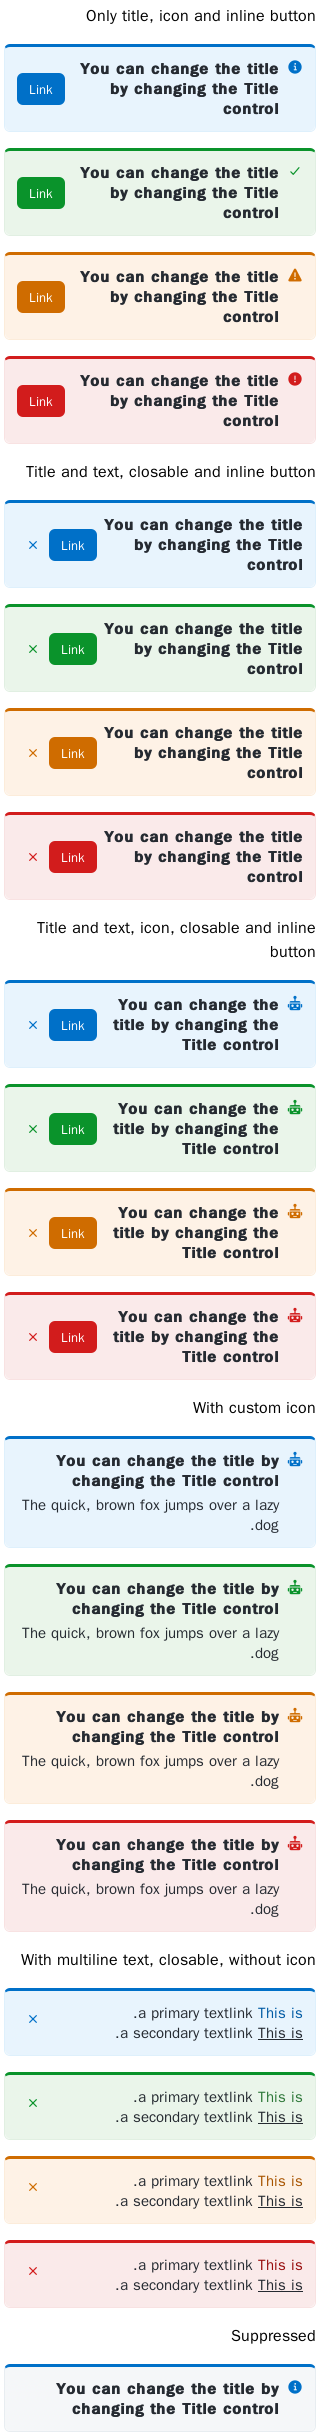 Only title, icon and inline button
You can change the title
by changing the Title
control
Link
You can change the title
by changing the Title
control
Link
You can change the title
by changing the Title
control
Link
You can change the title
by changing the Title
control
Link
Title and text, closable and inline button
You can change the title
by changing the Title
control
Link
You can change the title
by changing the Title
control
Link
You can change the title
by changing the Title
control
Link
You can change the title
by changing the Title
control
Link
Title and text, icon, closable and inline
button
You can change the
title by changing the
Title control
Link
You can change the
title by changing the
Title control
Link
You can change the
title by changing the
Title control
Link
You can change the
title by changing the
Title control
Link
With custom icon
You can change the title by
changing the Title control
The quick, brown fox jumps over a lazy
.dog
You can change the title by
changing the Title control
The quick, brown fox jumps over a lazy
.dog
You can change the title by
changing the Title control
The quick, brown fox jumps over a lazy
.dog
You can change the title by
changing the Title control
The quick, brown fox jumps over a lazy
.dog
With multiline text, closable, without icon
.a primary textlink This is
.a secondary textlink This is
.a primary textlink This is
.a secondary textlink This is
.a primary textlink This is
.a secondary textlink This is
.a primary textlink This is
.a secondary textlink This is
Suppressed
You can change the title by
changing the Title control